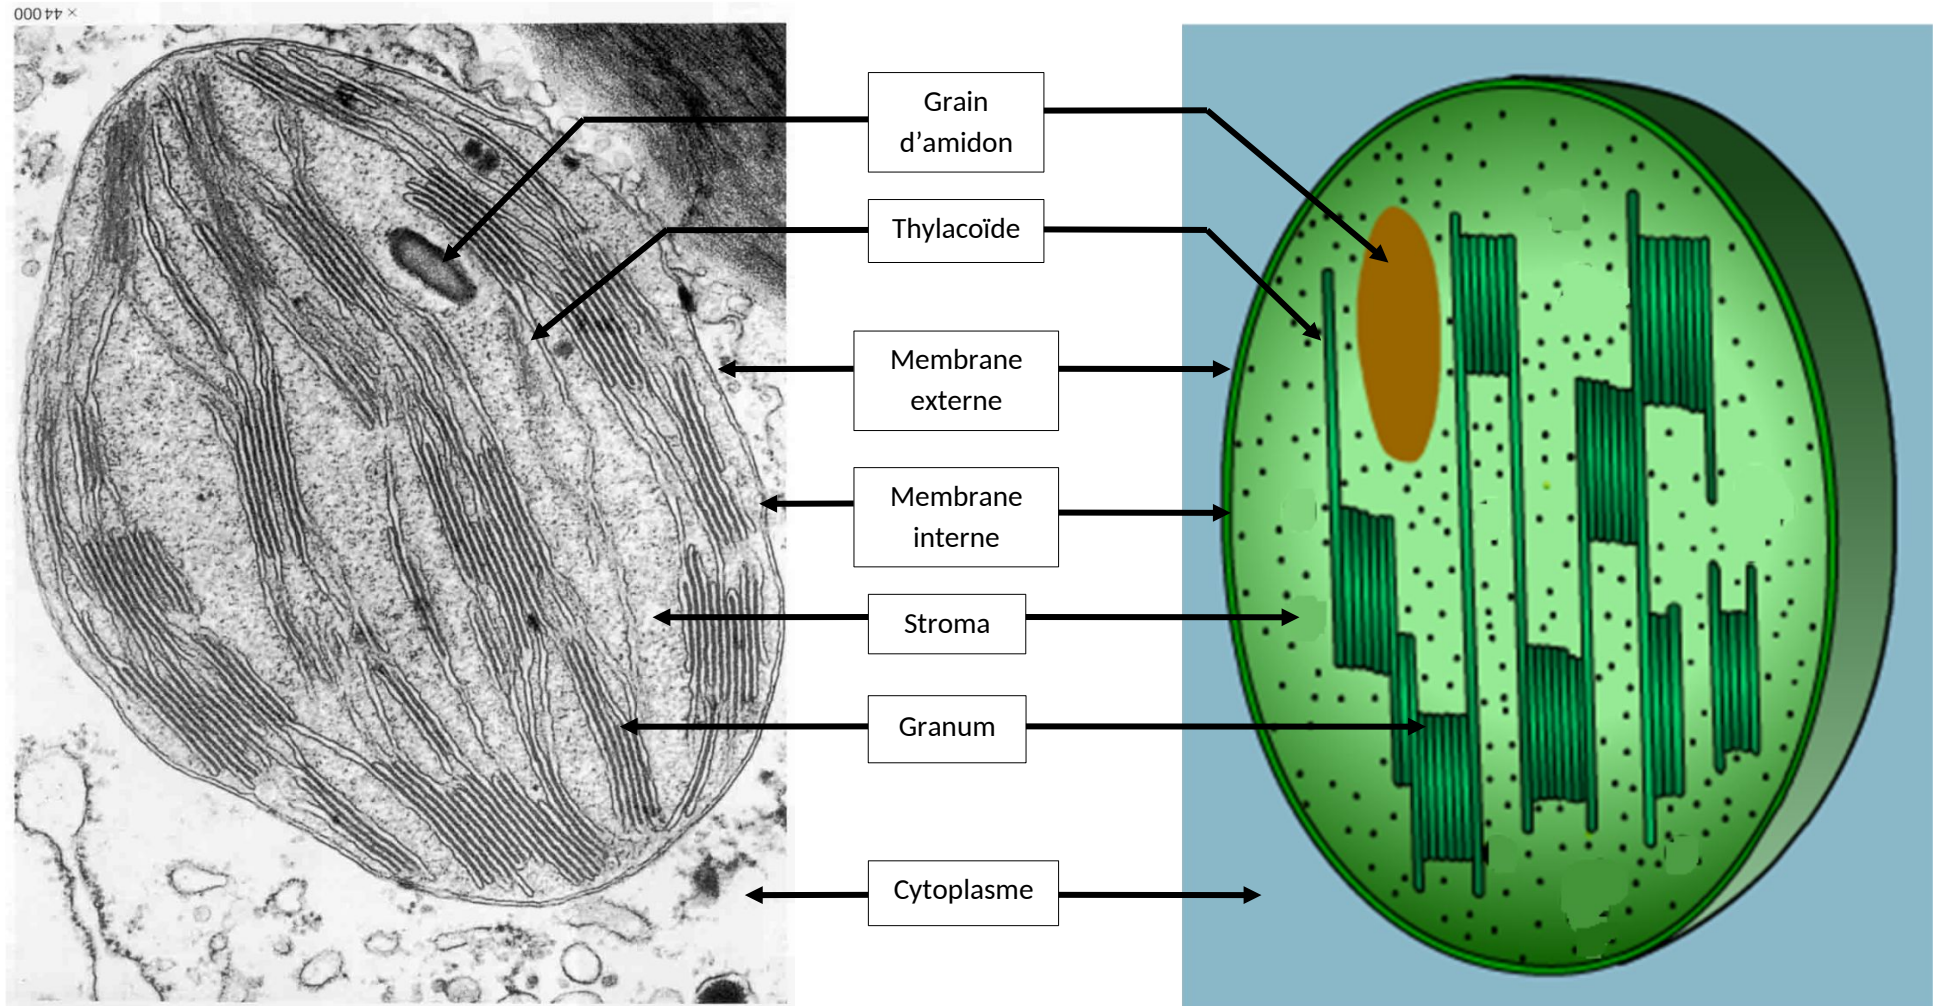 × 44 000
Grain
d’amidon
Thylacoïde
Membrane
externe
Membrane
interne
Stroma
Granum
Cytoplasme